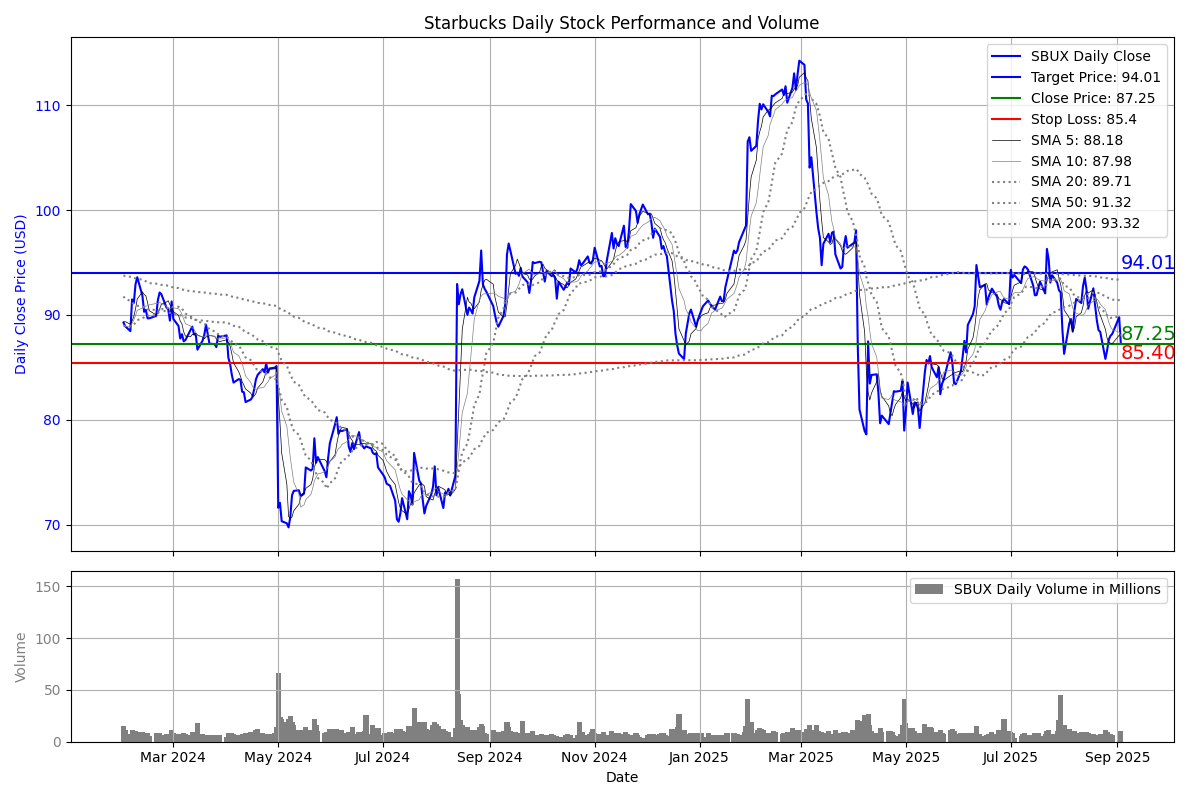 Starbucks Daily Stock Performance and Volume
Daily Close Price (USD)
110
100
90
80
70
SBUX Daily Close
Target Price: 94.01
Close Price: 87.25
Stop Loss: 85.4
SMA 5: 88.18
SMA 10: 87.98
SMA 20: 89.71
SMA 50: 91.32
SMA 200: 93.32
94.01
87.25
85.40
Volume
150
100
50
0
SBUX Daily Volume in Millions
Mar 2024 May 2024 Jul 2024 Sep 2024 Nov 2024 Jan 2025 Mar 2025 May 2025 Jul 2025 Sep 2025
Date